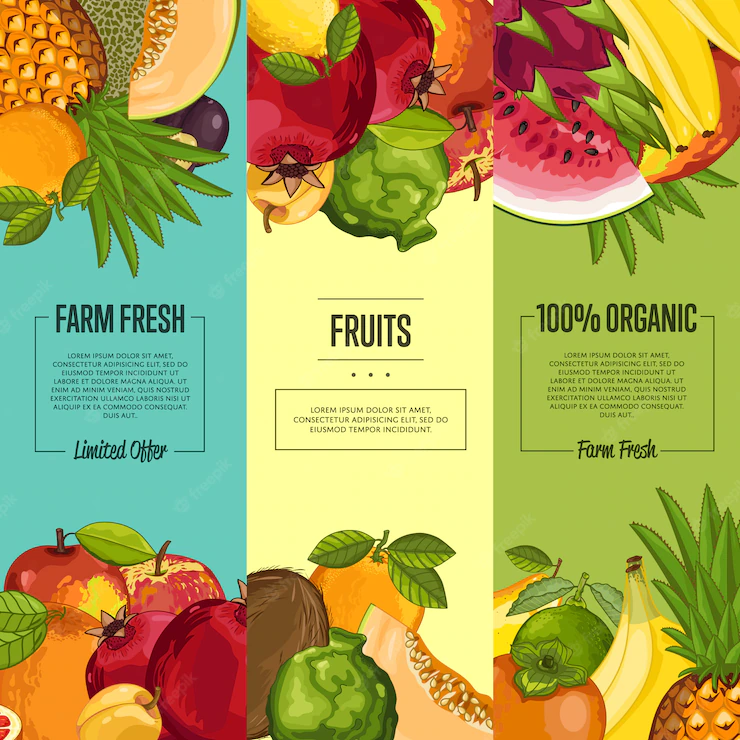 FARM FRESH
LOREM IPSUM DOLOR SIT AMET,
CONSECTETUR ADIPISCING ELIT, SED DO
EIUSMOD TEMPOR INCIDIDUNT UT
LABORE ET DOLORE MAGNA ALIQUA. UT
ENIM AD MINIM VENIAM, QUIS NOSTRUD
EXERCITATION ULLAMCO LABORIS NISI UT
ALIQUIP EX EA COMMODO CONSEQUAT.
DUIS AUT..
Limited Offer
FRUITS
LOREM IPSUM DOLOR SIT AMET,
CONSECTETUR ADIPISCING ELIT, SED DO
EIUSMOD TEMPOR INCIDIDUNT.
100% ORGANIC
LOREM IPSUM DOLOR SIT AMET,
CONSECTETUR ADIPISCING ELIT, SED DO
EIUSMOD TEMPOR INCIDIDUNT UT
LABORE ET DOLORE MAGNA ALIQUA. UT
ENIM AD MINIM VENIAM, QUIS NOSTRUD
EXERCITATION ULLAMCO LABORIS NISI UT
ALIQUIP EX EA COMMODO CONSEQUAT.
DUIS AUT..
Farm Fresh